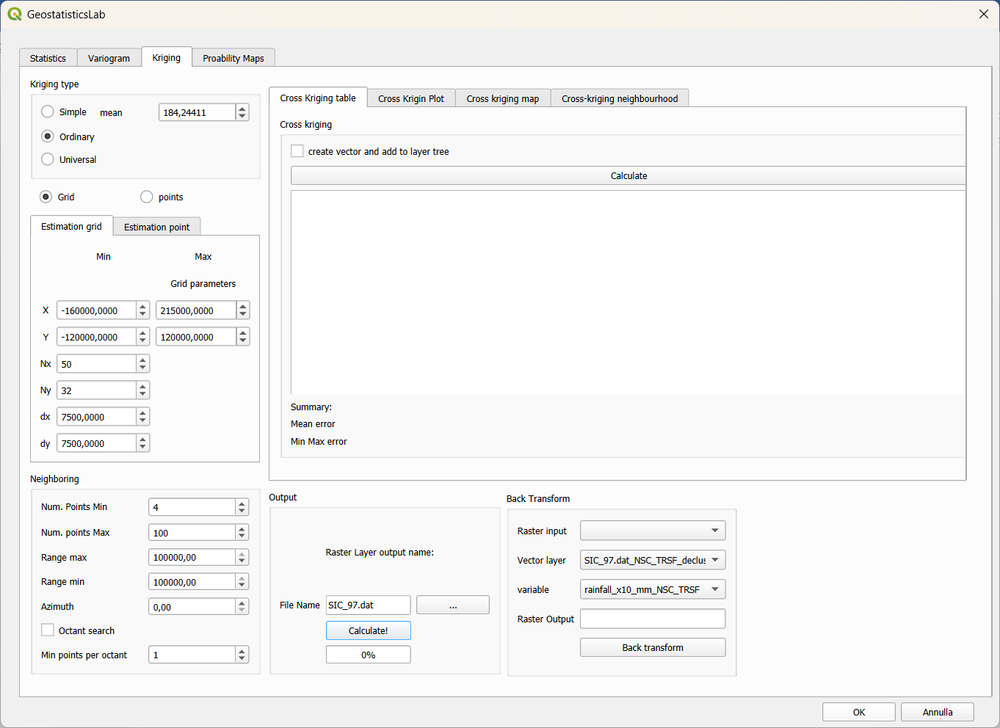 GeostatisticsLab
Statistics Variogram Kriging Proability Maps
Kriging type
Simple mean 184,24411
Ordinary
Universal
Grid points
Estimation grid Estimation point
Min Max
Grid parameters
X -160000,0000 215000,0000
Y -120000,0000 120000,0000
Nx 50
Ny 32
dx 7500,0000
dy 7500,0000
Neighboring
Num. Points Min 4
Num. points Max 100
Range max 100000,00
Range min 100000,00
Azimuth 0,00
Octant search
Min points per octant 1
Cross Kriging table Cross Krigin Plot Cross kriging map Cross-kriging neighbourhood
Cross kriging
create vector and add to layer tree
Calculate
Summary:
Mean error
Min Max error
Output
Raster Layer output name:
File Name SIC_97.dat ...
Calculate!
0%
Back Transform
Raster input
Vector layer SIC_97.dat_NSC_TRSF_declus
variable rainfall_x10_mm_NSC_TRSF
Raster Output
Back transform
OK Annulla